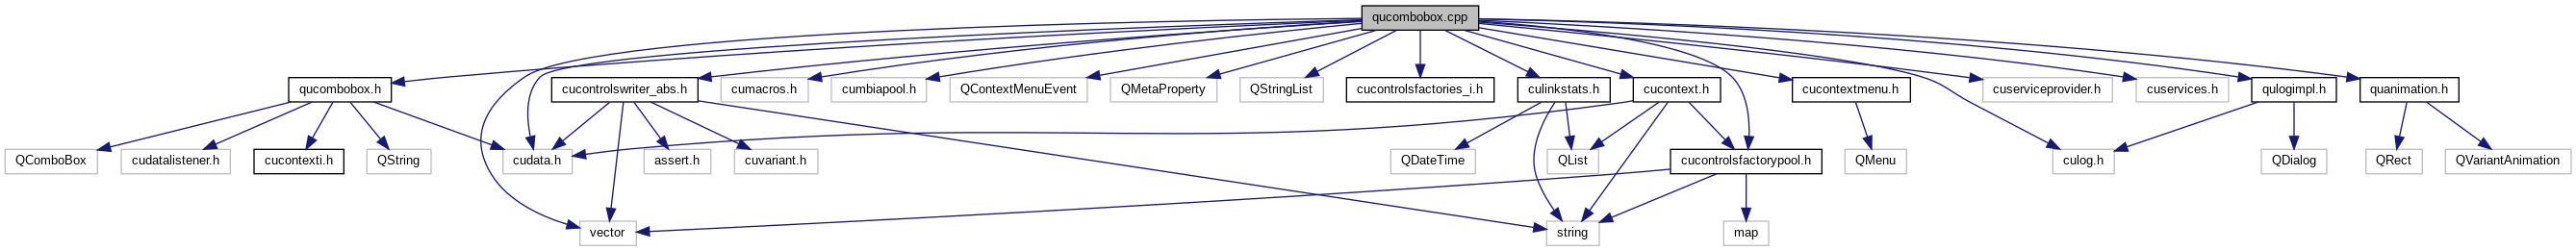 qucombobox.cpp
qucombobox.h
cucontrolswriter_abs.h
cumacros.h
cumbiapool.h
QContextMenuEvent
QMetaProperty
QStringList
cucontrolsfactories_i.h
culinkstats.h
cucontext.h
cucontextmenu.h
cuserviceprovider.h
cuservices.h
qulogimpl.h
quanimation.h
QComboBox
cudatalistener.h
cucontexti.h
QString
cudata.h
assert.h
cuvariant.h
QDateTime
QList
cucontrolsfactorypool.h
QMenu
culog.h
QDialog
QRect
QVariantAnimation
vector
string
map